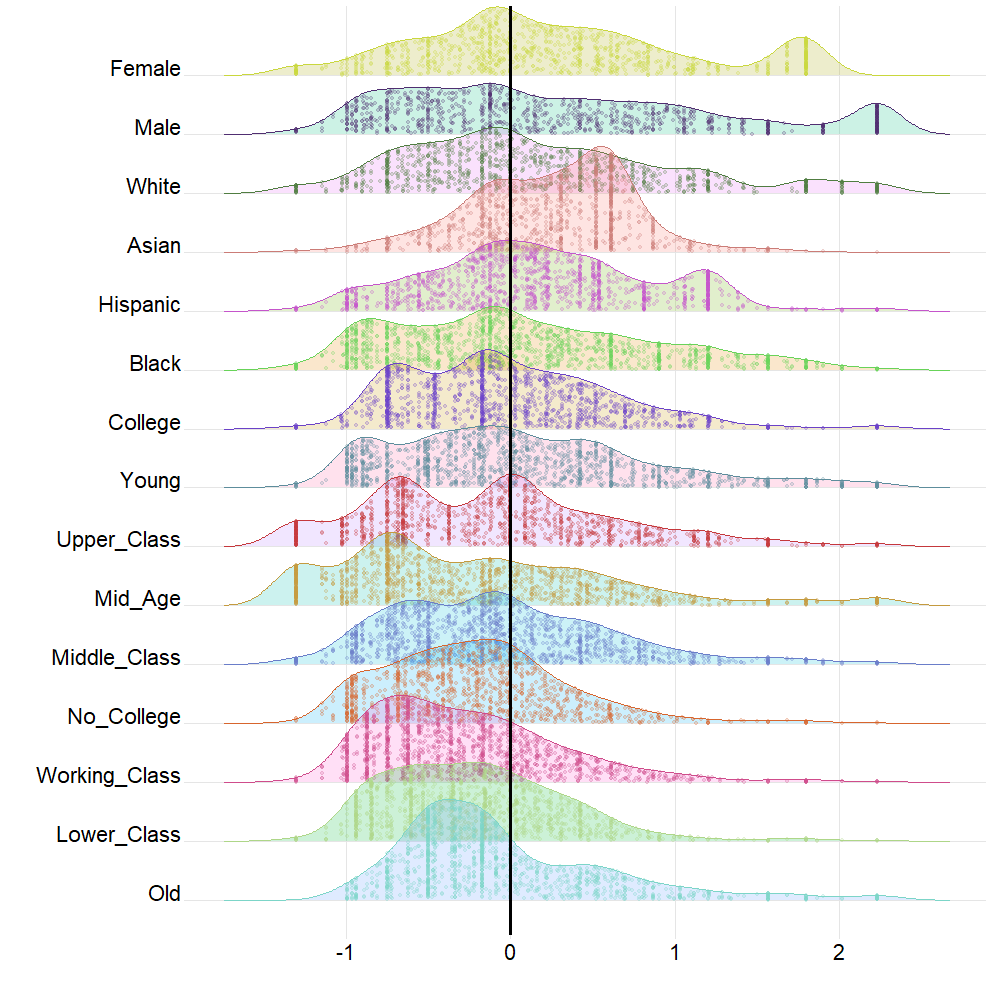 Female
Male
White
Asian
Hispanic
Black
College
Young
Upper_Class
Mid_Age
Middle_Class
No_College
Working_Class
Lower_Class
Old
-1 0 1 2